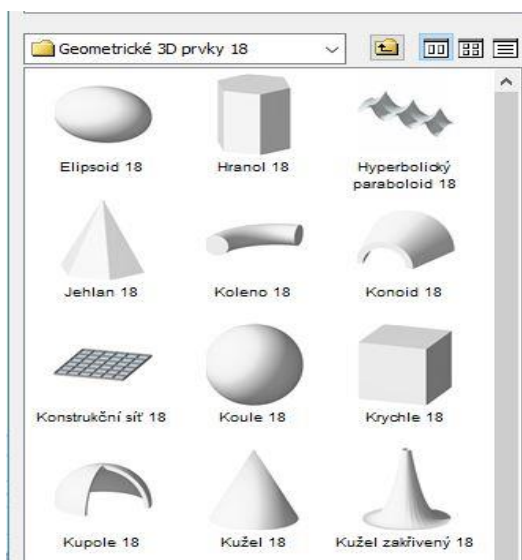 Geometrické 3D prvky 18
Elipsoid 18
Hranol 18
Hyperbolický
paraboloid 18
Jehlan 18
Koleno 18
Konoid 18
Konstrukční síť 18
Koule 18
Krychle 18
Kupole 18
Kužel 18
Kužel zakřivený 18